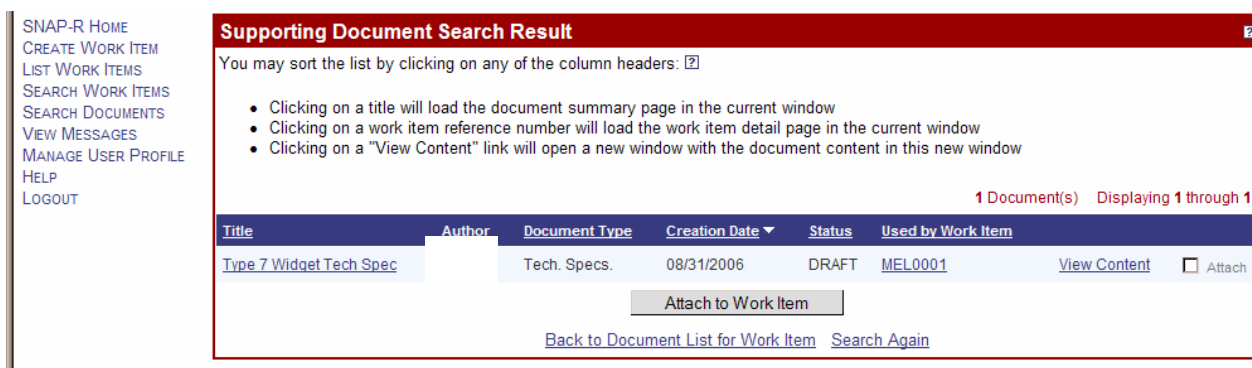 SNAP-R HOME
CREATE WORK ITEM
LIST WORK ITEMS
SEARCH WORK ITEMS
SEARCH DOCUMENTS
VIEW MESSAGES
MANAGE USER PROFILE
HELP
LOGOUT
Supporting Document Search Result ?
You may sort the list by clicking on any of the column headers: ?
• Clicking on a title will load the document summary page in the current window
• Clicking on a work item reference number will load the work item detail page in the current window
• Clicking on a "View Content" link will open a new window with the document content in this new window
1 Document(s) Displaying 1 through 1
Title Author Document Type Creation Date ▼ Status Used by Work Item
Type 7 Widget Tech Spec Tech. Specs. 08/31/2006 DRAFT MEL0001 View Content Attach
Attach to Work Item
Back to Document List for Work Item Search Again